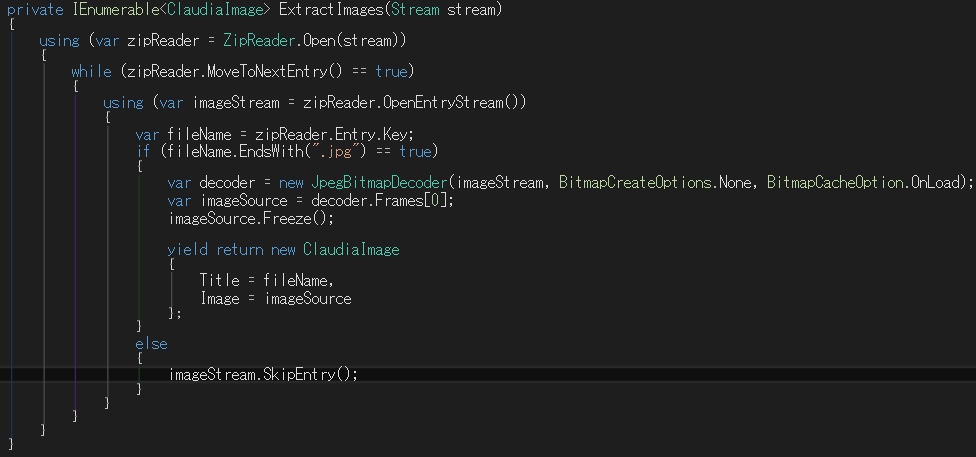 private IEnumerable<ClaudiaImage> ExtractImages(Stream stream)
{
    using (var zipReader = ZipReader.Open(stream))
    {
        while (zipReader.MoveToNextEntry() == true)
        {
            using (var imageStream = zipReader.OpenEntryStream())
            {
                var fileName = zipReader.Entry.Key;
                if (fileName.EndsWith(".jpg") == true)
                {
                    var decoder = new JpegBitmapDecoder(imageStream, BitmapCreateOptions.None, BitmapCacheOption.OnLoad);
                    var imageSource = decoder.Frames[0];
                    imageSource.Freeze();

                    yield return new ClaudiaImage
                    {
                        Title = fileName,
                        Image = imageSource
                    };
                }
                else
                {
                    imageStream.SkipEntry();
                }
            }
        }
    }
}